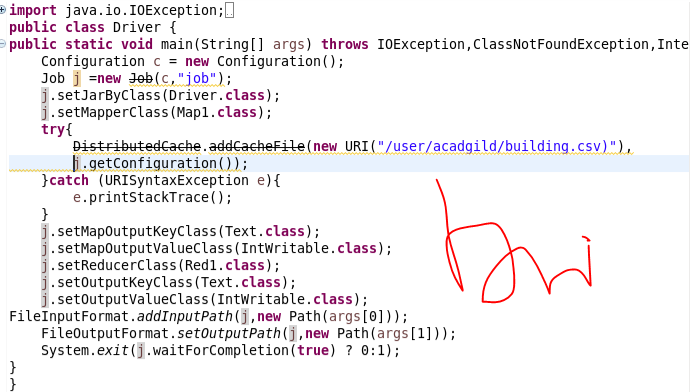 import java.io.IOException;
public class Driver {
public static void main(String[] args) throws IOException,ClassNotFoundException,Inte
Configuration c = new Configuration();
Job j =new Job(c,"job");
j.setJarByClass(Driver.class);
j.setMapperClass(Map1.class);
try{
DistributedCache.addCacheFile(new URI("/user/acadgild/building.csv)"),
j.getConfiguration());
}catch (URISyntaxException e){
e.printStackTrace();
}
j.setMapOutputKeyClass(Text.class);
j.setMapOutputValueClass(IntWritable.class);
j.setReducerClass(Red1.class);
j.setOutputKeyClass(Text.class);
j.setOutputValueClass(IntWritable.class);
FileInputFormat.addInputPath(j,new Path(args[0]));
FileOutputFormat.setOutputPath(j,new Path(args[1]));
System.exit(j.waitForCompletion(true) ? 0:1);
}
}